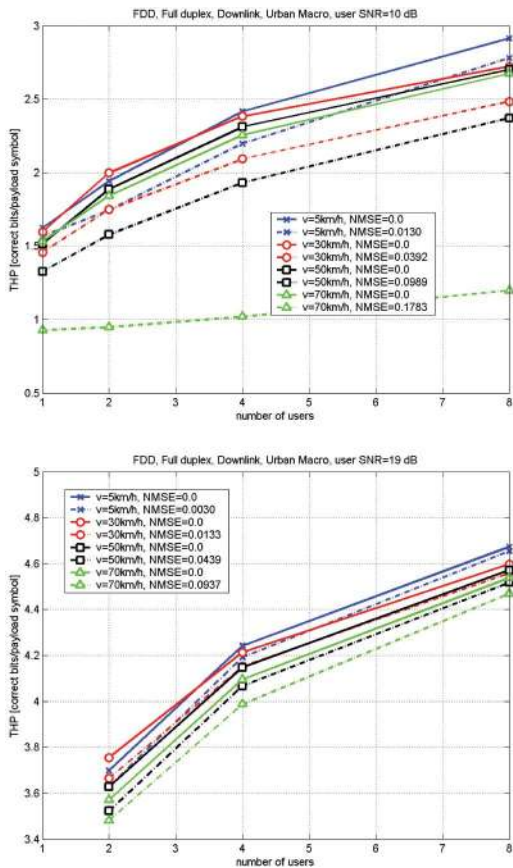 FDD, Full duplex, Downlink, Urban Macro, user SNR=10 dB
3
2.5
2
1.5
1
0.5
THP [correct bits/payload symbol]
v=5km/h, NMSE=0.0
v=5km/h, NMSE=0.0130
v=30km/h, NMSE=0.0
v=30km/h, NMSE=0.0392
v=50km/h, NMSE=0.0
v=50km/h, NMSE=0.0989
v=70km/h, NMSE=0.0
v=70km/h, NMSE=0.1783
1 2 3 4 5 6 7 8
number of users
FDD, Full duplex, Downlink, Urban Macro, user SNR=19 dB
5
4.8
4.6
4.4
4.2
4
3.8
3.6
3.4
THP [correct bits/payload symbol]
v=5km/h, NMSE=0.0
v=5km/h, NMSE=0.0030
v=30km/h, NMSE=0.0
v=30km/h, NMSE=0.0133
v=50km/h, NMSE=0.0
v=50km/h, NMSE=0.0439
v=70km/h, NMSE=0.0
v=70km/h, NMSE=0.0937
1 2 3 4 5 6 7 8
number of users